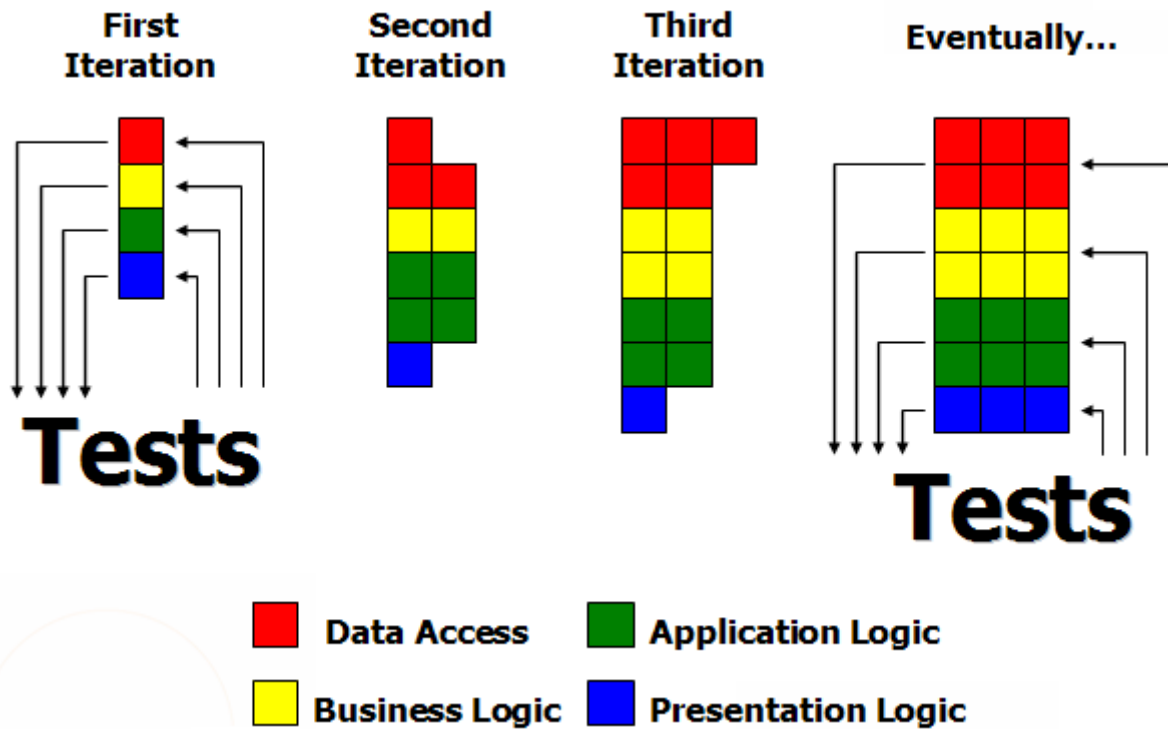 First
Iteration
Second
Iteration
Third
Iteration
Eventually...
Tests
Tests
Data Access
Application Logic
Business Logic
Presentation Logic